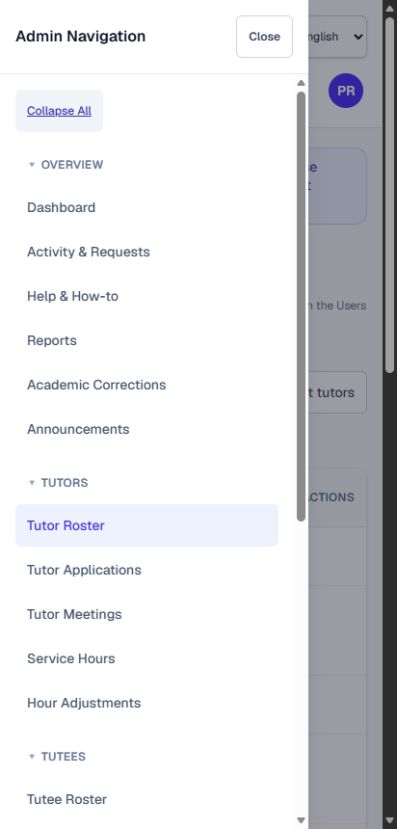 Admin Navigation
Close
nglish
PR
Collapse All
OVERVIEW
Dashboard
Activity & Requests
Help & How-to
Reports
Academic Corrections
Announcements
TUTORS
Tutor Roster
Tutor Applications
Tutor Meetings
Service Hours
Hour Adjustments
TUTEES
Tutee Roster
n the Users
t tutors
CTIONS